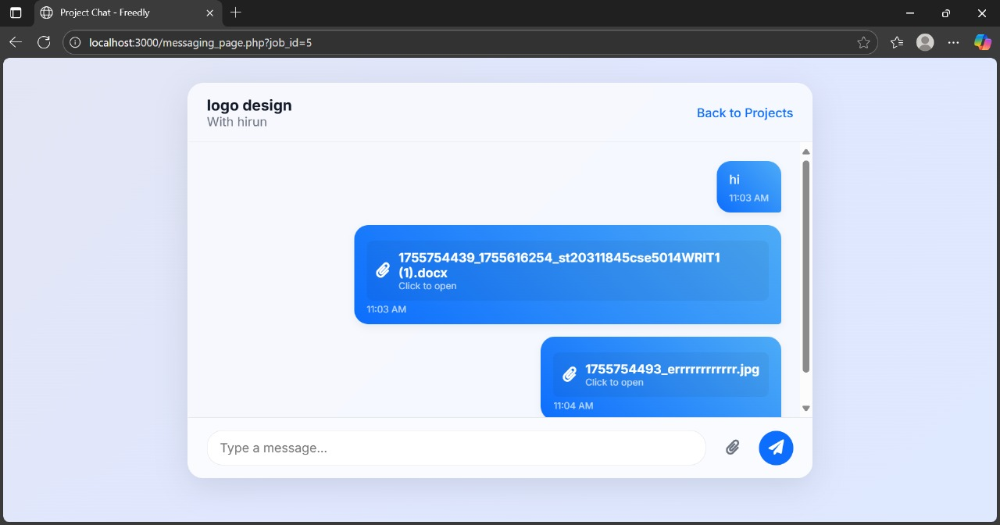 Project Chat - Freedly
localhost:3000/messaging_page.php?job_id=5
logo design
With hirun
Back to Projects
hi
11:03 AM
1755754439_1755616254_st20311845cse5014WRIT1
(1).docx
Click to open
11:03 AM
1755754493_errrrrrrrrrrr.jpg
Click to open
11:04 AM
Type a message...